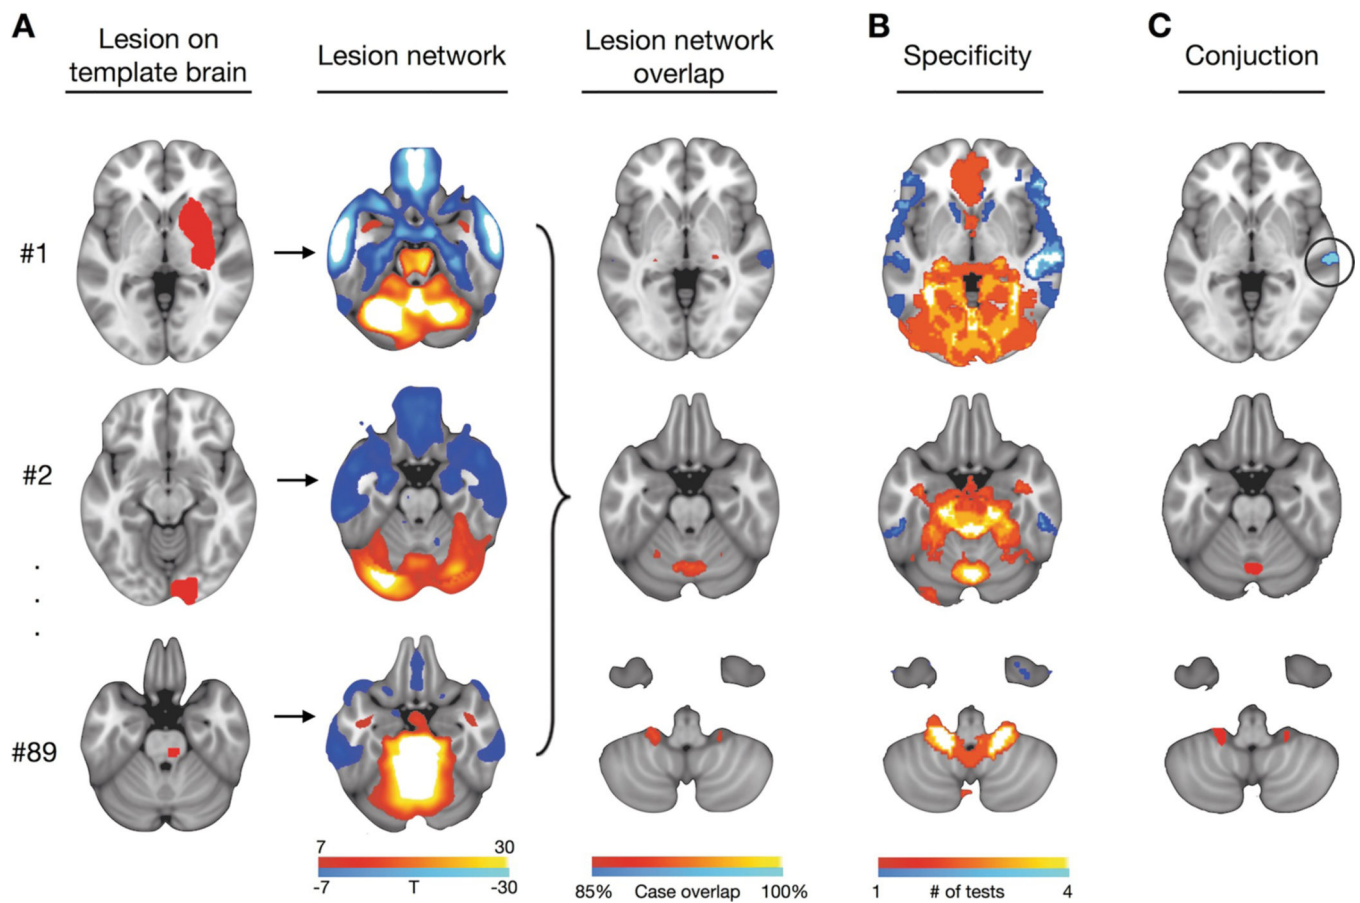 A
Lesion on
template brain
Lesion network
Lesion network
overlap
B
Specificity
C
Conjuction
#1
#2
.
.
.
#89
7 30
-7 T -30
85% Case overlap 100%
1 # of tests 4